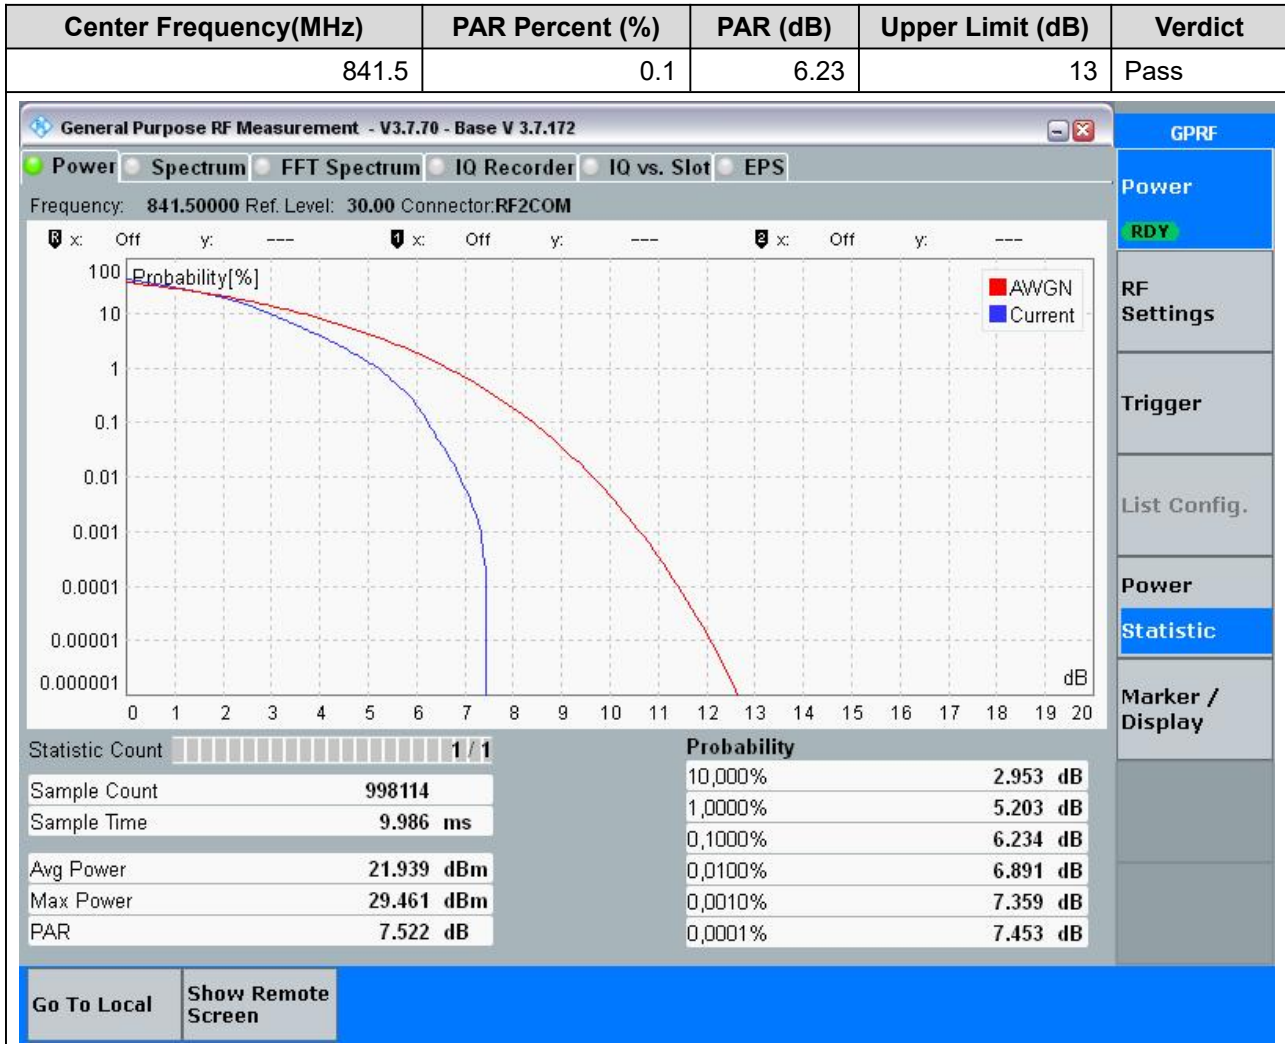 Center Frequency(MHz) PAR Percent (%) PAR (dB) Upper Limit (dB) Verdict
841.5 0.1 6.23 13 Pass
General Purpose RF Measurement - V3.7.70 - Base V 3.7.172
GPRF
Power Spectrum FFT Spectrum IQ Recorder IQ vs. Slot EPS
Power
RDY
Frequency: 841.50000 Ref. Level: 30.00 Connector:RF2COM
R x: Off y: --- 1 x: Off y: --- 2 x: Off y: ---
Probability[%]
AWGN
Current
100
10
1
0.1
0.01
0.001
0.0001
0.00001
0.000001
dB
0 1 2 3 4 5 6 7 8 9 10 11 12 13 14 15 16 17 18 19 20
RF
Settings
Trigger
List Config.
Power
Statistic
Marker /
Display
Statistic Count 1 / 1
Sample Count 998114
Sample Time 9.986 ms
Avg Power 21.939 dBm
Max Power 29.461 dBm
PAR 7.522 dB
Probability
10,000% 2.953 dB
1,0000% 5.203 dB
0,1000% 6.234 dB
0,0100% 6.891 dB
0,0010% 7.359 dB
0,0001% 7.453 dB
Go To Local
Show Remote
Screen